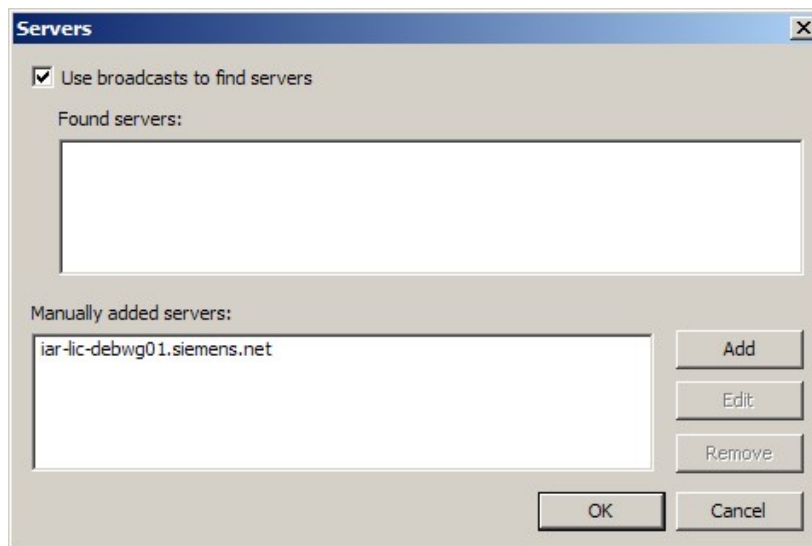 Servers
Use broadcasts to find servers
Found servers:
Manually added servers:
iar-lic-debwg01.siemens.net
Add
Edit
Remove
OK
Cancel